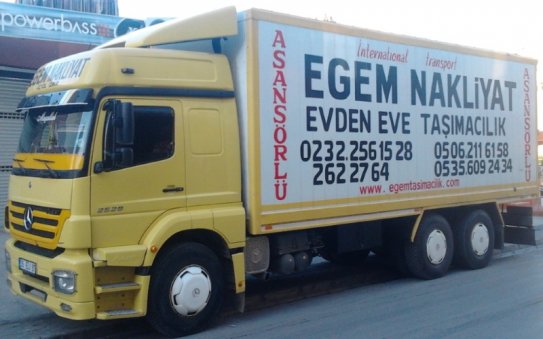 powerbass
EGEM NAKLİYAT
International transport
EGEM NAKLİYAT
EVDEN EVE TAŞIMACILIK
0232.256 15 28 0506.211 61 58
262 27 64 0535.609 24 34
www.egemtasimacilik.com
ASANSÖRLÜ
ASANSÖRLÜ
2528